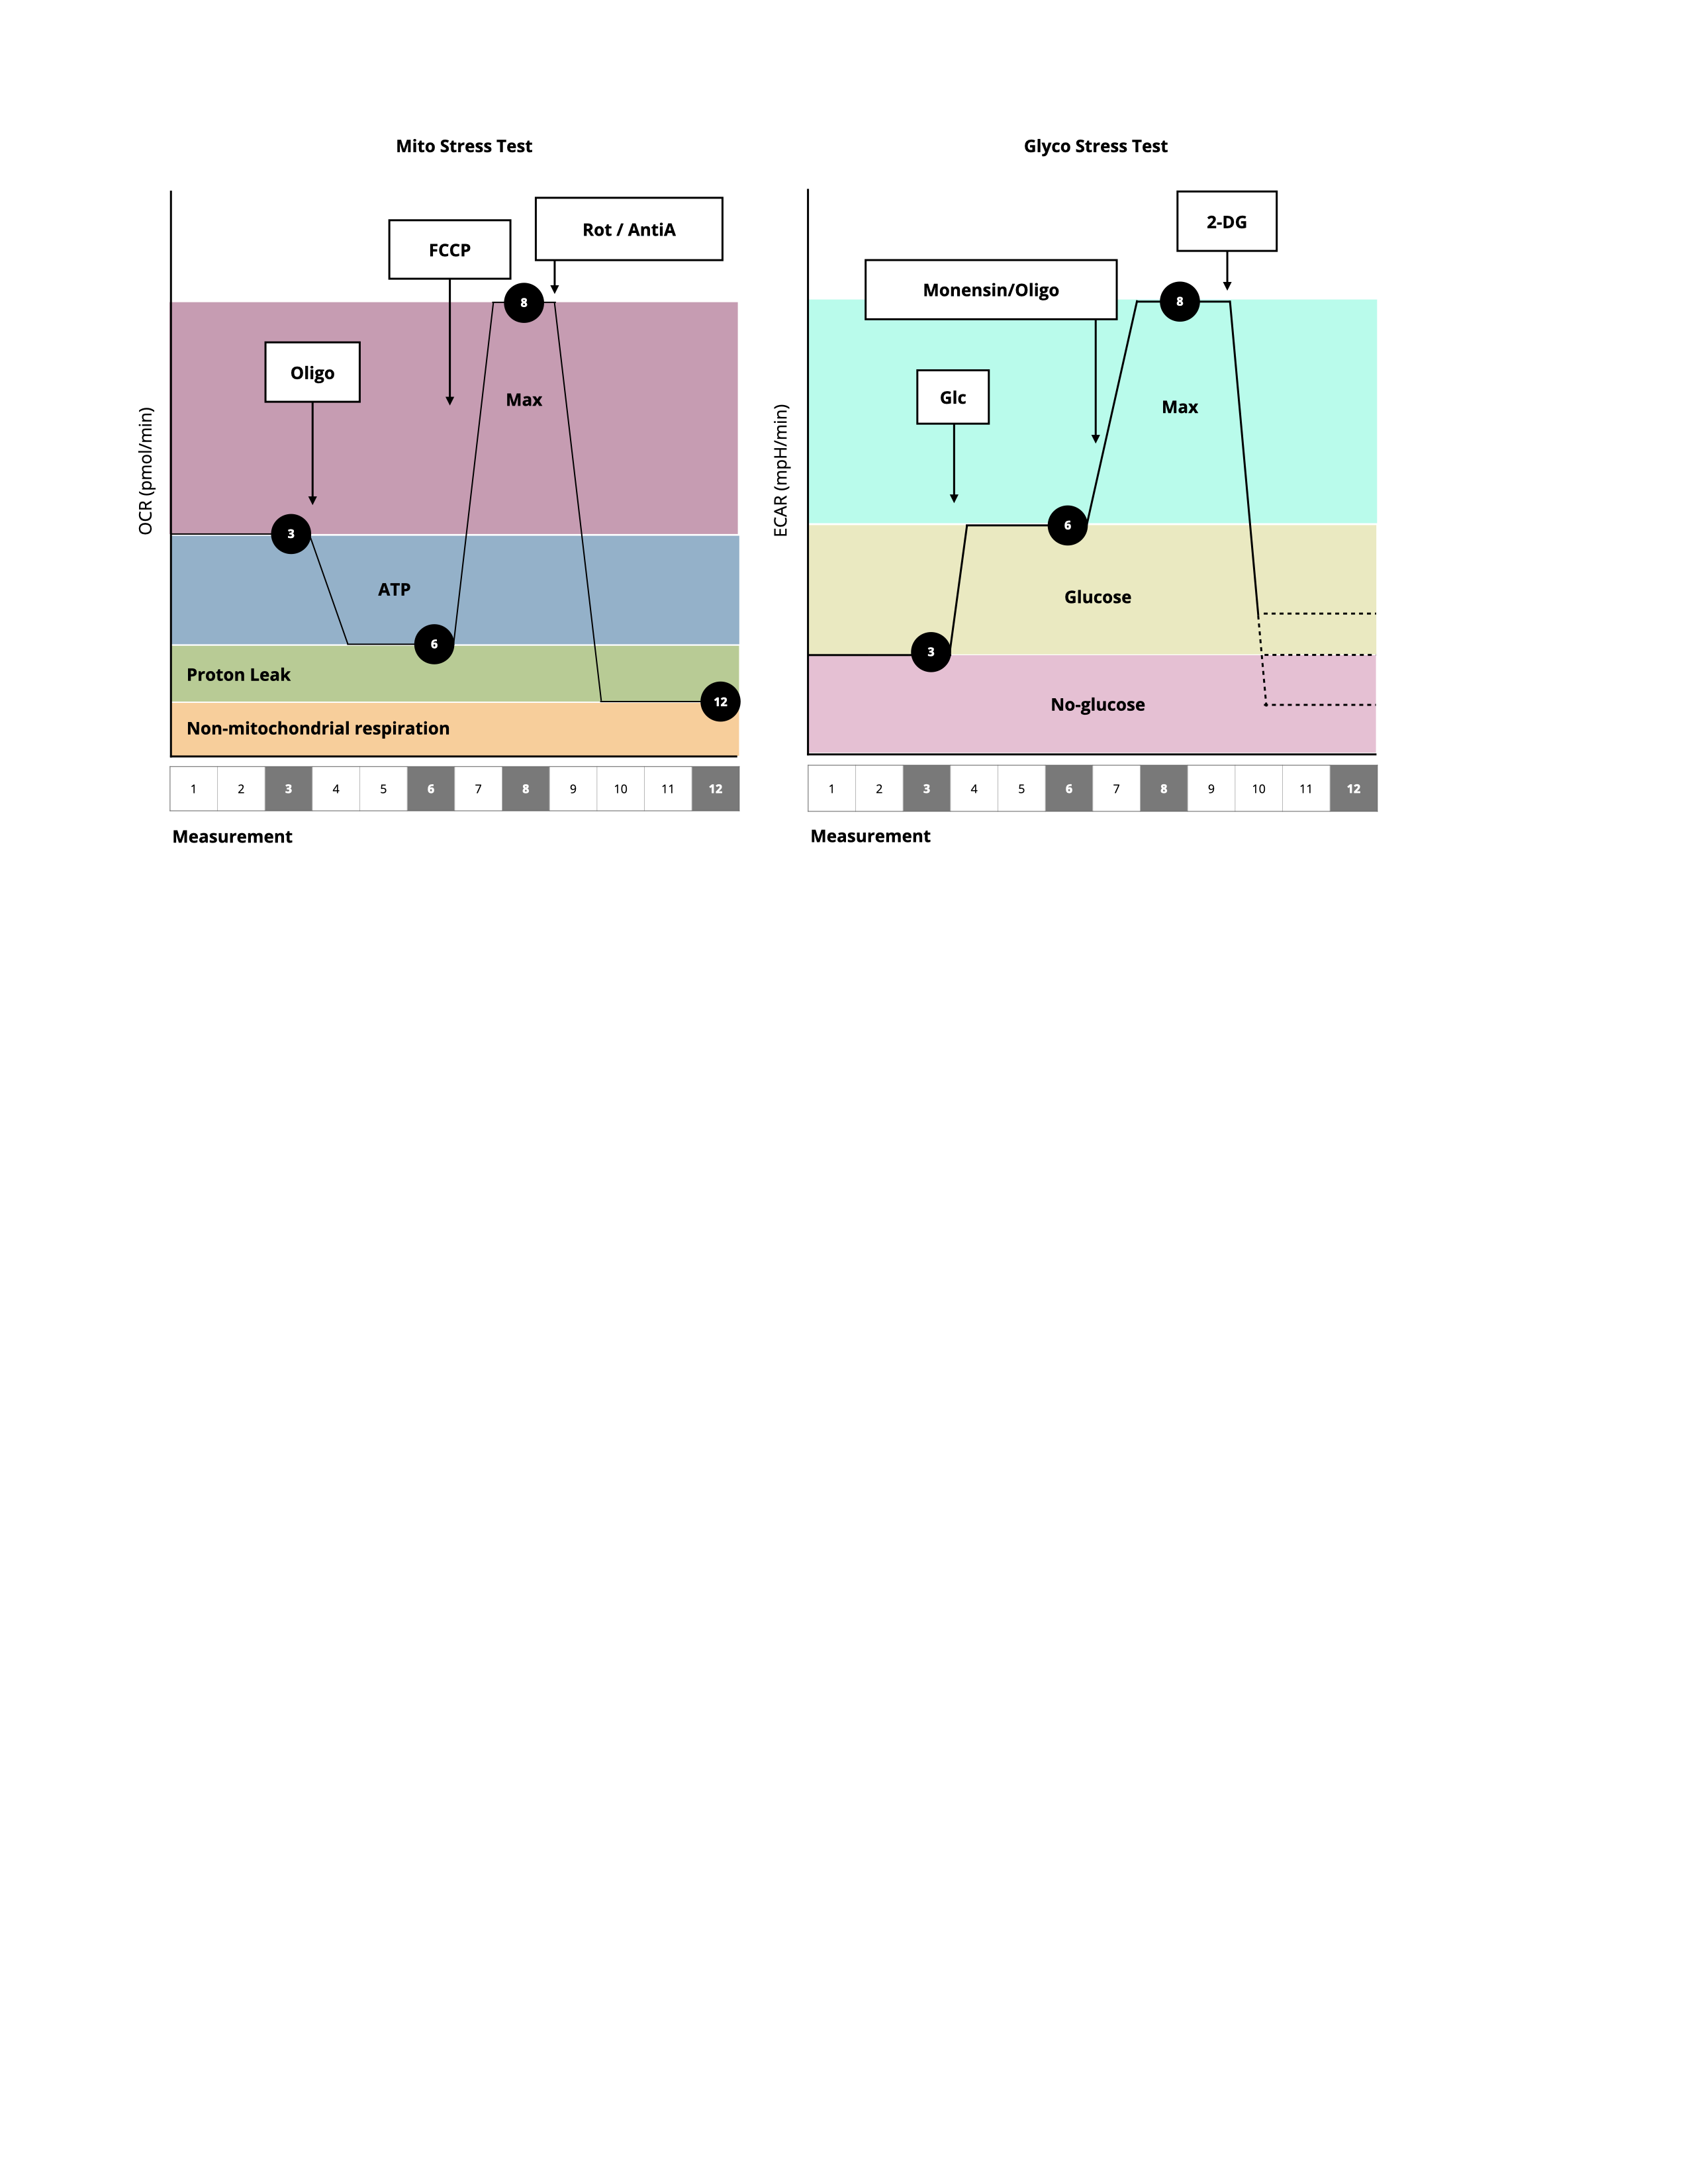 Mito Stress Test
OCR (pmol/min)
Oligo
FCCP
Rot / AntiA
3
6
8
12
Max
ATP
Proton Leak
Non-mitochondrial respiration
1 2 3 4 5 6 7 8 9 10 11 12
Measurement
Glyco Stress Test
ECAR (mpH/min)
Glc
Monensin/Oligo
2-DG
3
6
8
Max
Glucose
No-glucose
1 2 3 4 5 6 7 8 9 10 11 12
Measurement